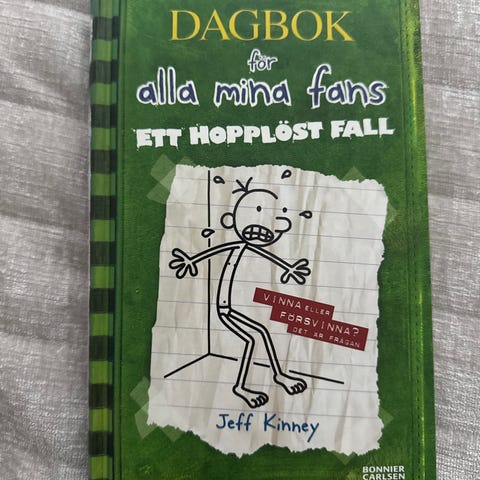 DAGBOK
för
alla mina fans
ETT HOPPLÖST FALL
VINNA ELLER
FÖRSVINNA?
DET ÄR FRÅGAN
Jeff Kinney
BONNIER
CARLSEN